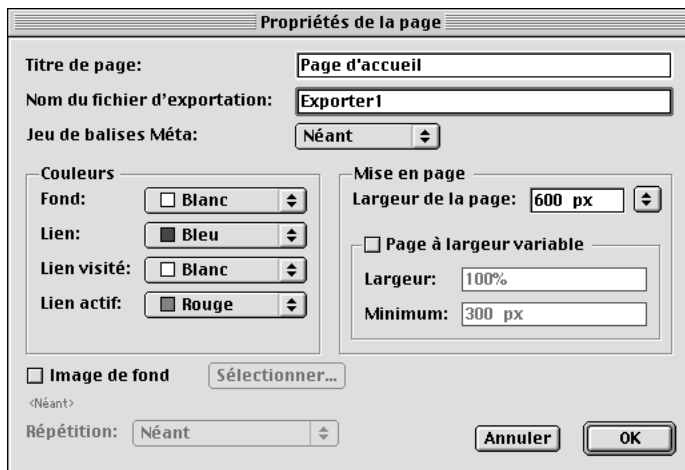 Propriétés de la page
Titre de page: Page d'accueil
Nom du fichier d'exportation: Exporter1
Jeu de balises Méta: Néant
Couleurs
Fond: Blanc
Lien: Bleu
Lien visité: Blanc
Lien actif: Rouge
Mise en page
Largeur de la page: 600 px
Page à largeur variable
Largeur: 100%
Minimum: 300 px
Image de fond Sélectionner...
<Néant>
Répétition: Néant
Annuler OK